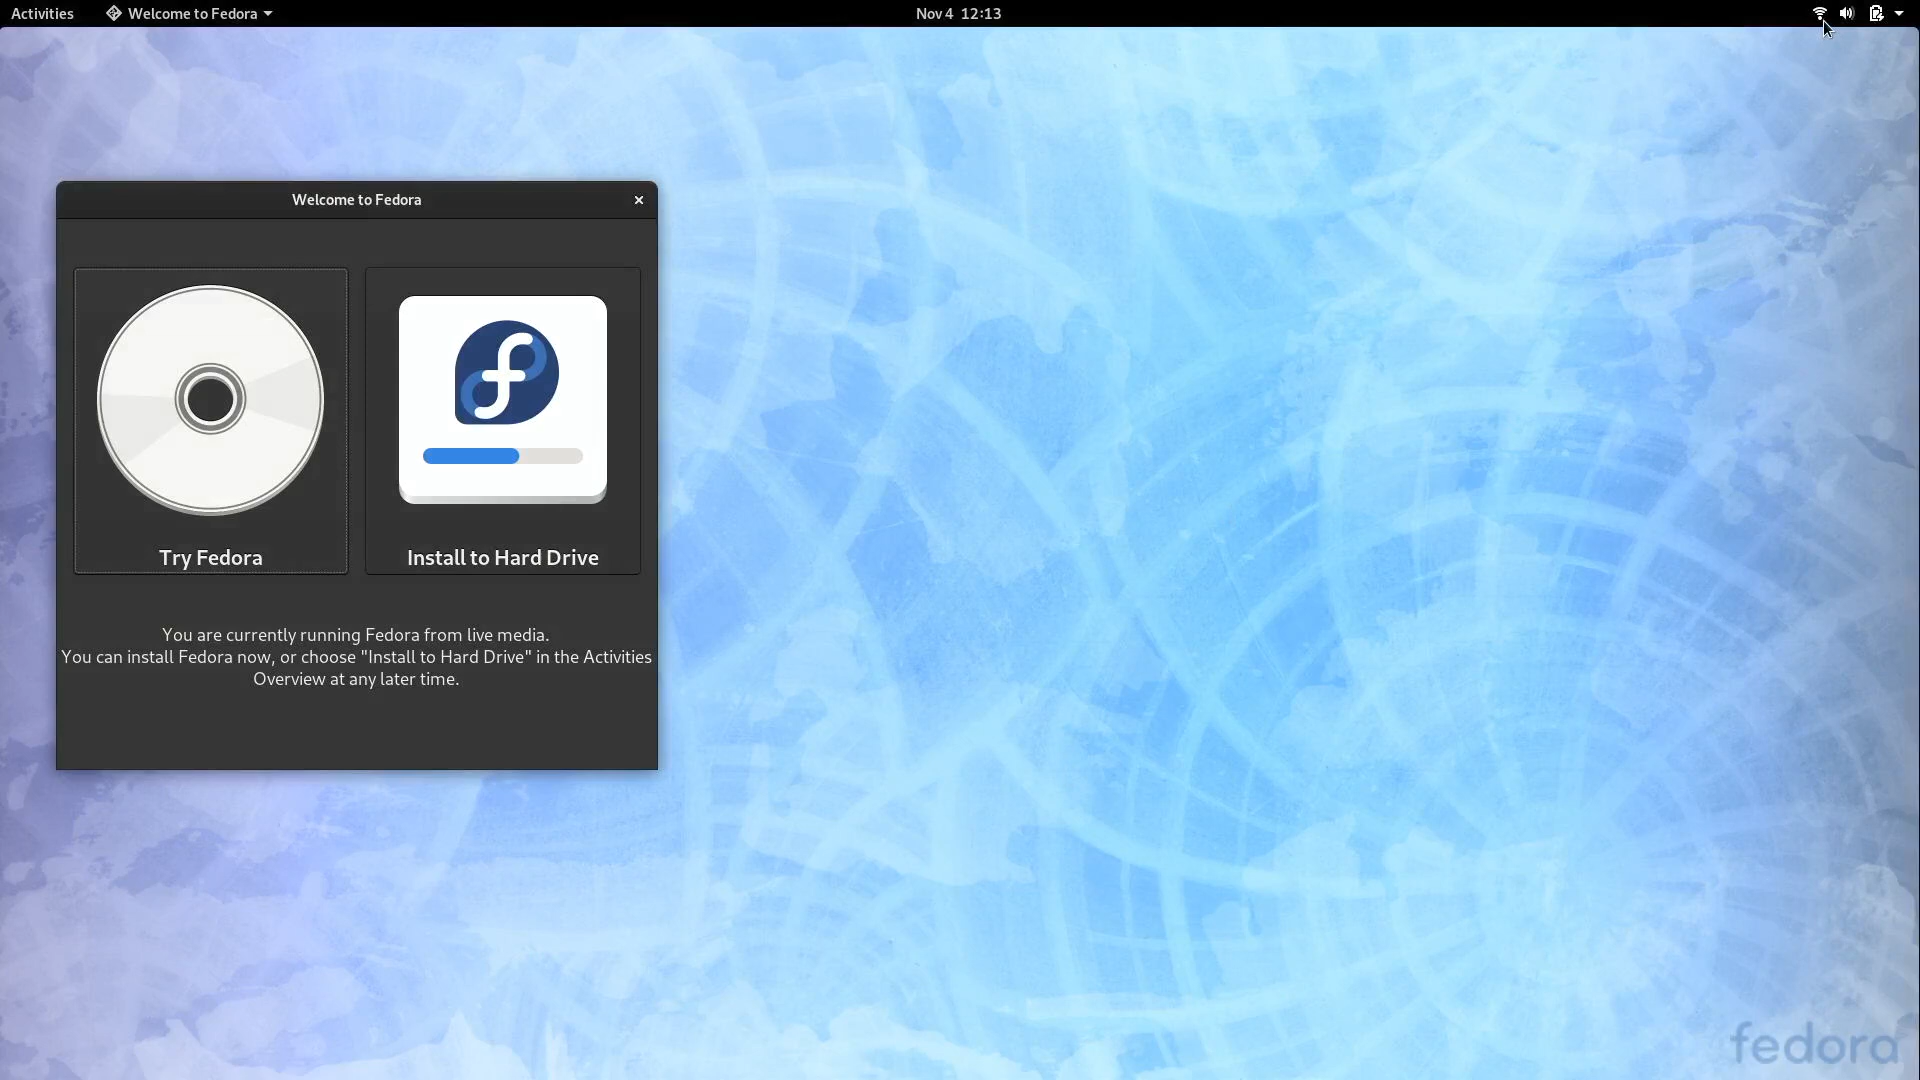 Activities
Welcome to Fedora
Nov 4 12:13
Welcome to Fedora
Try Fedora
Install to Hard Drive
You are currently running Fedora from live media.
You can install Fedora now, or choose "Install to Hard Drive" in the Activities
Overview at any later time.
fedora